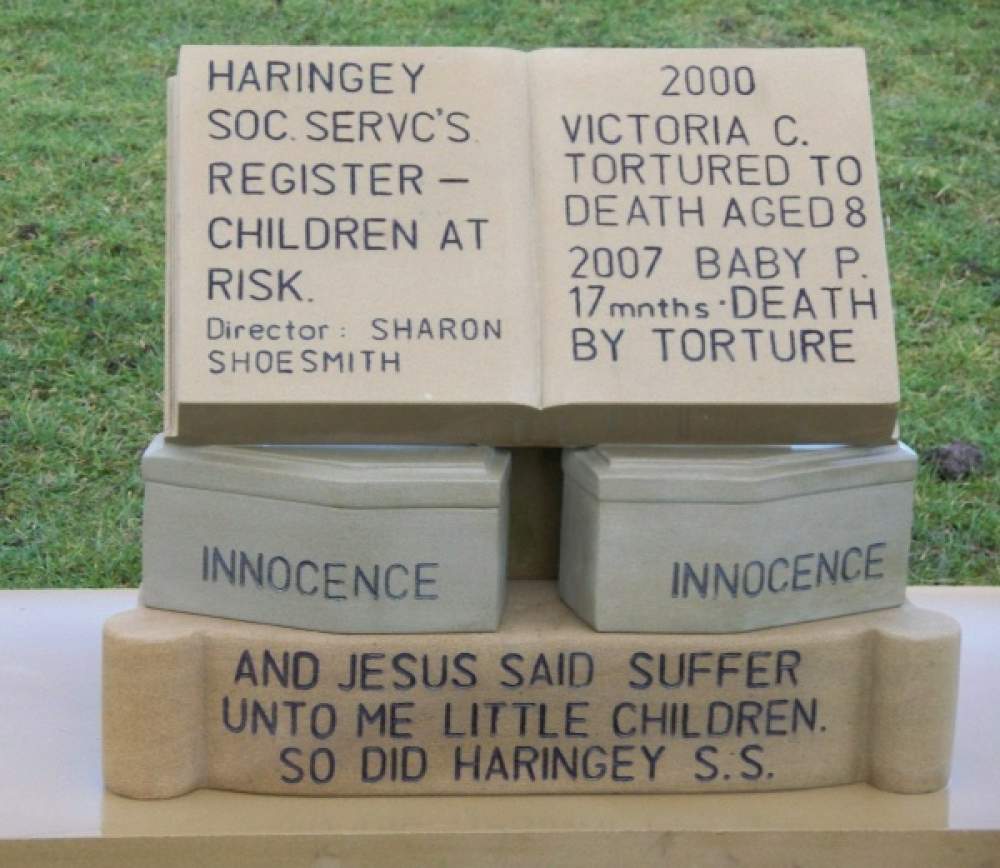 HARINGEY
SOC. SERVC'S.
REGISTER –
CHILDREN AT
RISK.
Director : SHARON
SHOESMITH
2000
VICTORIA C.
TORTURED TO
DEATH AGED 8
2007 BABY P.
17mnths · DEATH
BY TORTURE
INNOCENCE
INNOCENCE
AND JESUS SAID SUFFER
UNTO ME LITTLE CHILDREN.
SO DID HARINGEY S.S.